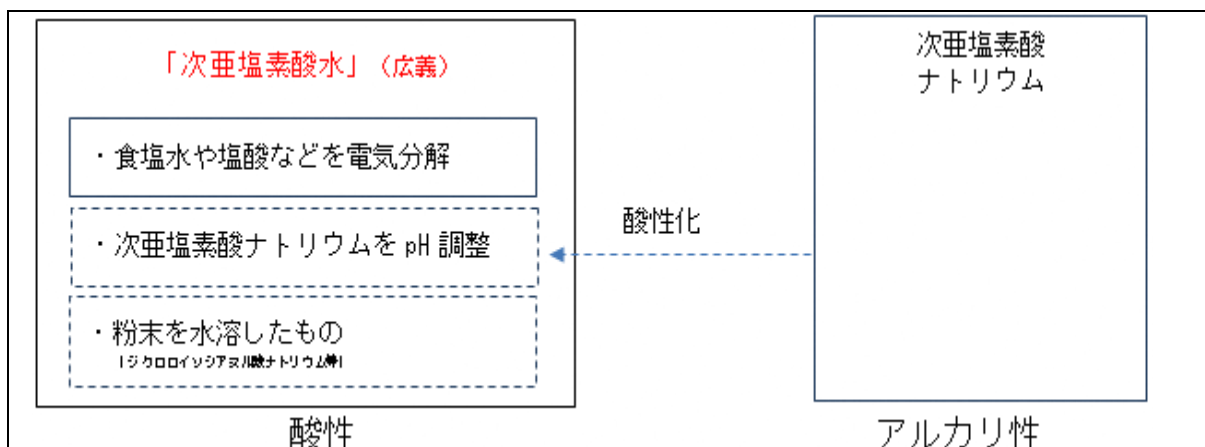 「次亜塩素酸水」（広義）
・食塩水や塩酸などを電気分解
・次亜塩素酸ナトリウムをpH調整
・粉末を水溶したもの
(ジクロロイソシアヌル酸ナトリウム等)
酸性
酸性化
次亜塩素酸
ナトリウム
アルカリ性